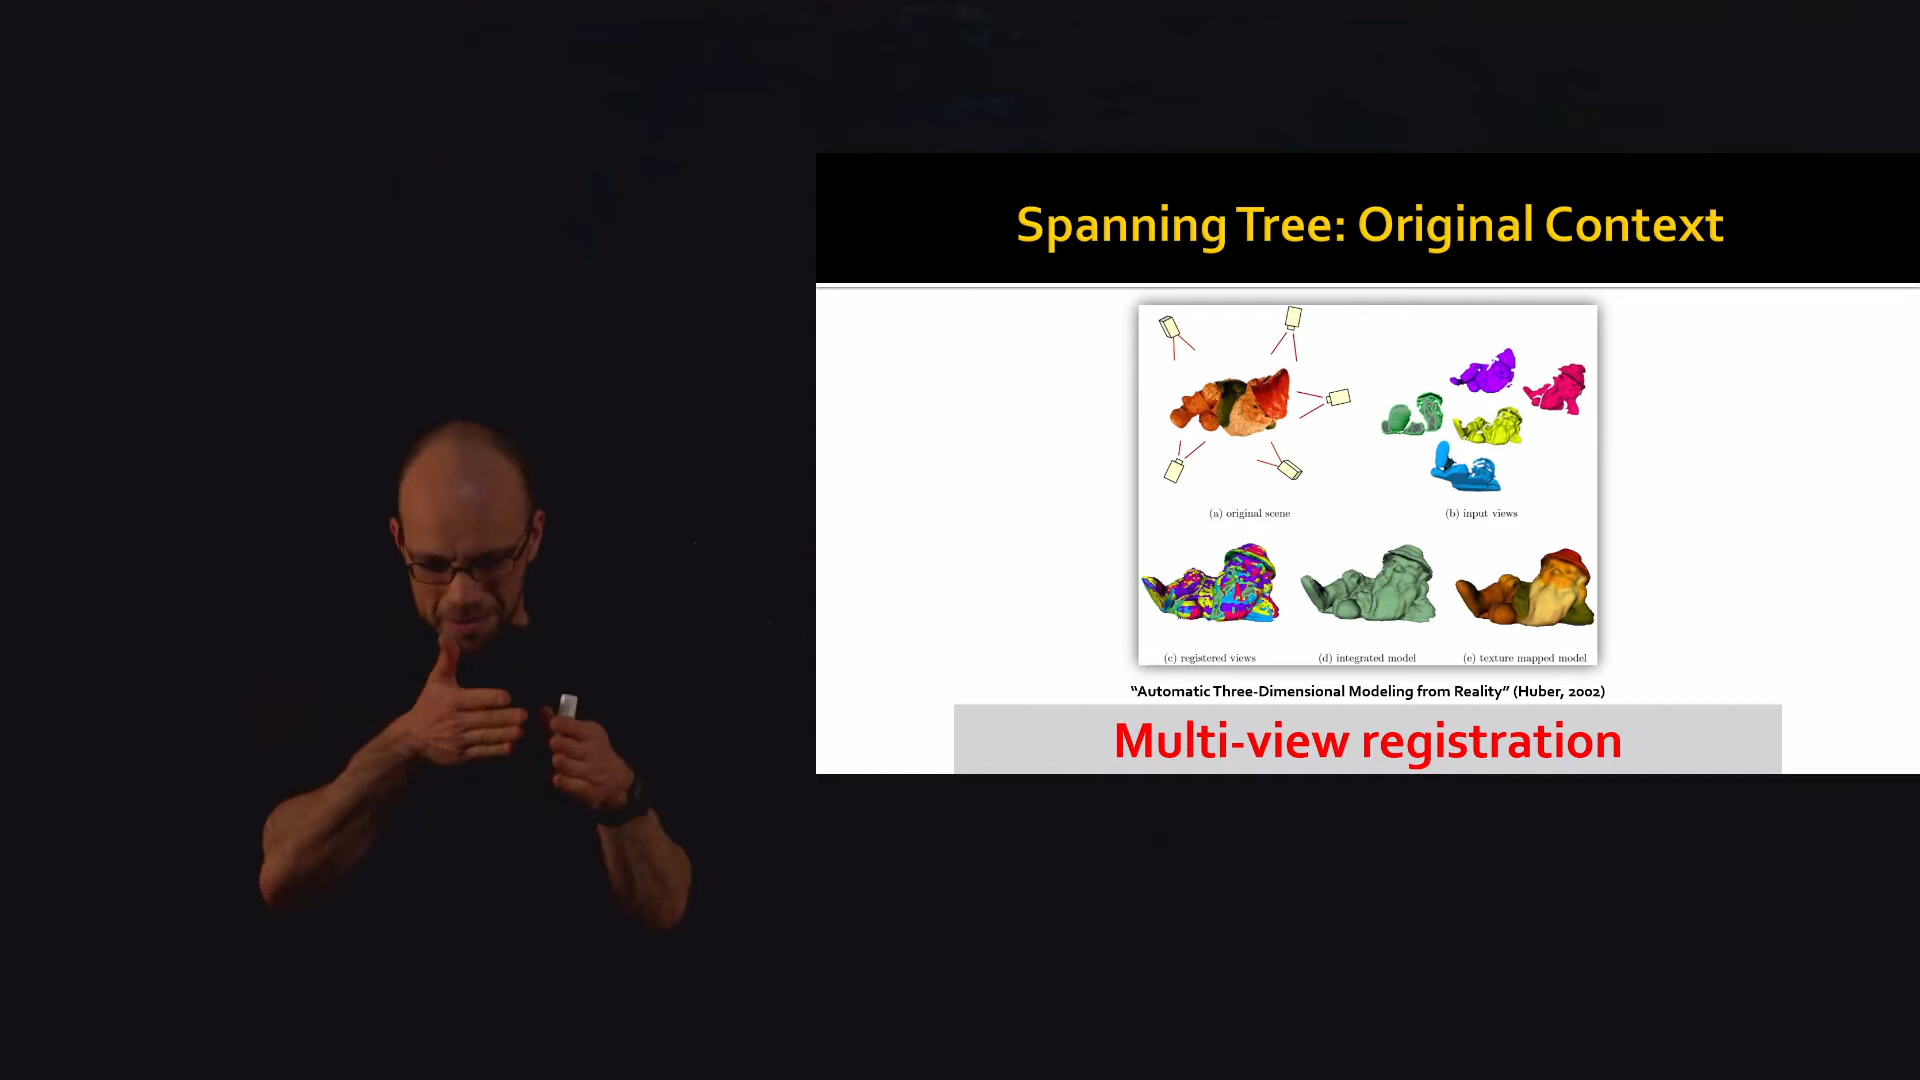 Spanning Tree: Original Context
(a) original scene
(b) input views
(c) registered views
(d) integrated model
(e) texture mapped model
“Automatic Three-Dimensional Modeling from Reality” (Huber, 2002)
Multi-view registration